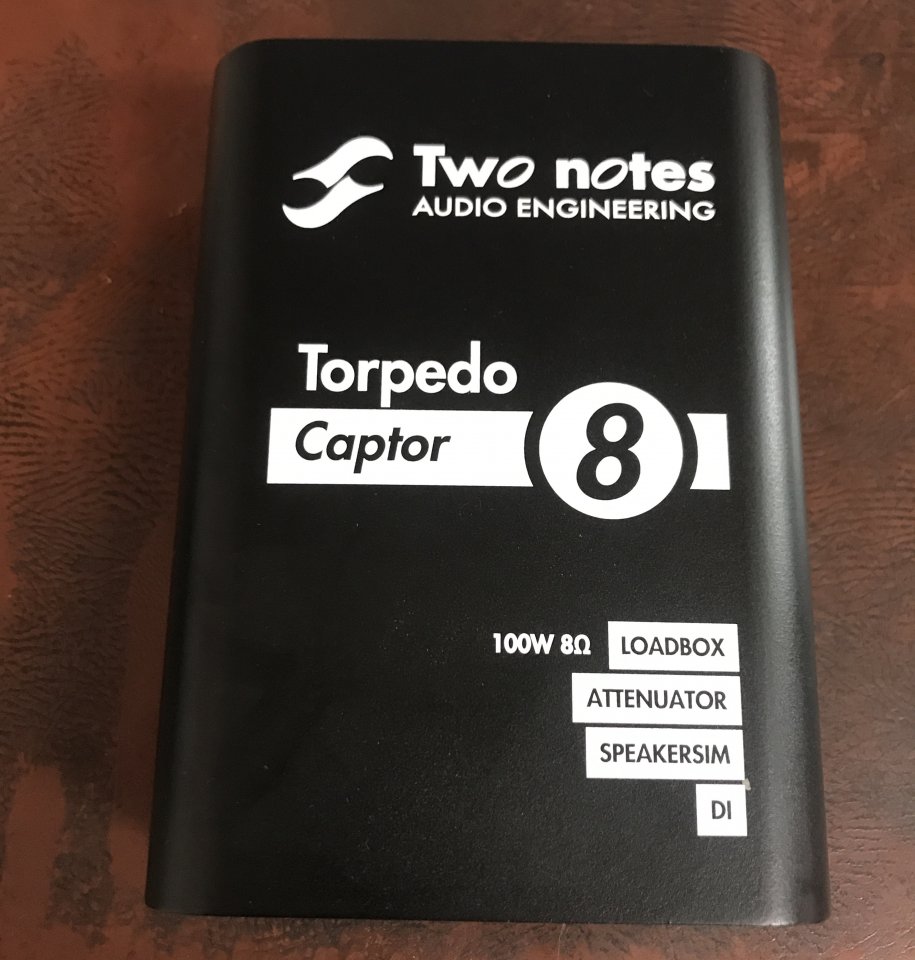 Two notes
AUDIO ENGINEERING
Torpedo
Captor 8
100W 8Ω LOADBOX
ATTENUATOR
SPEAKERSIM
DI